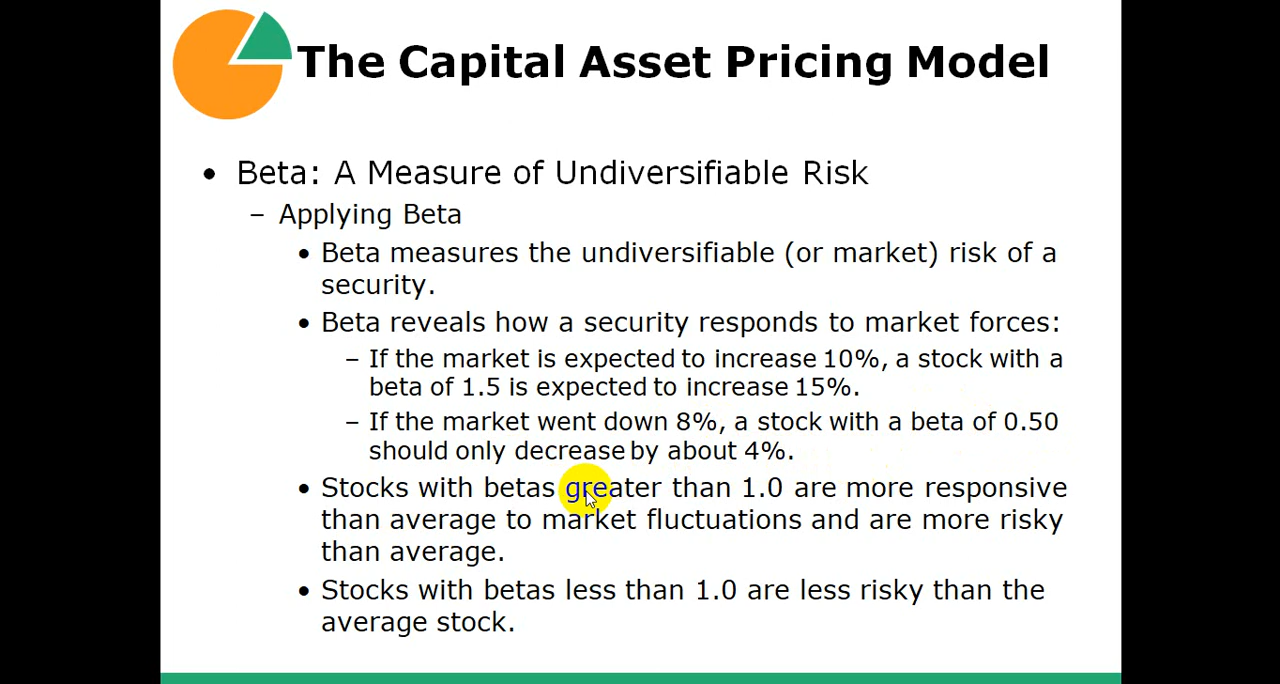 The Capital Asset Pricing Model
• Beta: A Measure of Undiversifiable Risk
– Applying Beta
• Beta measures the undiversifiable (or market) risk of a
security.
• Beta reveals how a security responds to market forces:
– If the market is expected to increase 10%, a stock with a
beta of 1.5 is expected to increase 15%.
– If the market went down 8%, a stock with a beta of 0.50
should only decrease by about 4%.
• Stocks with betas greater than 1.0 are more responsive
than average to market fluctuations and are more risky
than average.
• Stocks with betas less than 1.0 are less risky than the
average stock.